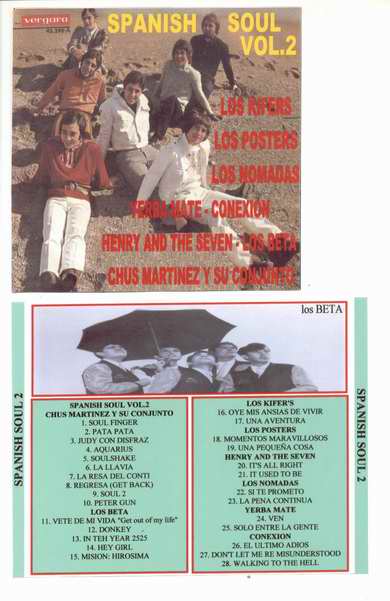 vergara
45.249-A
SPANISH SOUL
VOL.2
LOS KIFERS
LOS POSTERS
LOS NOMADAS
YERBA MATE - CONEXION
HENRY AND THE SEVEN - LOS BETA
CHUS MARTINEZ Y SU CONJUNTO
los BETA
SPANISH SOUL 2
SPANISH SOUL VOL.2
CHUS MARTINEZ Y SU CONJUNTO
1. SOUL FINGER
2. PATA PATA
3. JUDY CON DISFRAZ
4. AQUARIUS
5. SOULSHAKE
6. LA LLAVIA
7. LA RESA DEL CONTI
8. REGRESA (GET BACK)
9. SOUL 2
10. PETER GUN
LOS BETA
11. VETE DE MI VIDA "Get out of my life"
12. DONKEY
13. IN TEH YEAR 2525
14. HEY GIRL
15. MISION: HIROSIMA
LOS KIFER'S
16. OYE MIS ANSIAS DE VIVIR
17. UNA AVENTURA
LOS POSTERS
18. MOMENTOS MARAVILLOSOS
19. UNA PEQUEÑA COSA
HENRY AND THE SEVEN
20. IT'S ALL RIGHT
21. IT USED TO BE
LOS NOMADAS
22. SI TE PROMETO
23. LA PENA CONTINUA
YERBA MATE
24. VEN
25. SOLO ENTRE LA GENTE
CONEXION
26. EL ULTIMO ADIOS
27. DON'T LET ME RE MISUNDERSTOOD
28. WALKING TO THE HELL
SPANISH SOUL 2